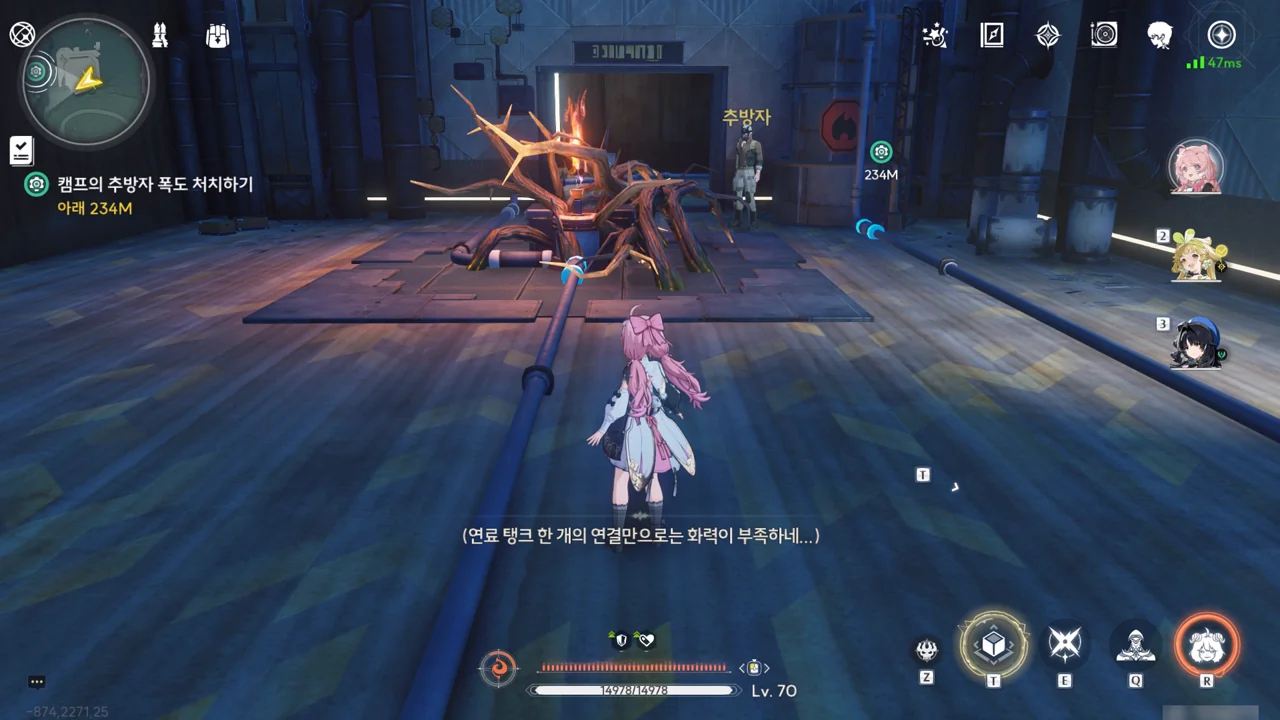 47ms
추방자
234M
캠프의 추방자 폭도 처치하기
아래 234M
2
3
T
(연료 탱크 한 개의 연결만으로는 화력이 부족하네...)
14978/14978
Lv. 70
Z
T
E
Q
R
-874,2271,25